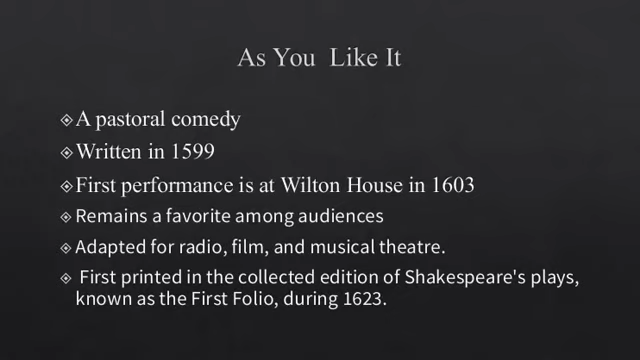 As You Like It
A pastoral comedy
Written in 1599
First performance is at Wilton House in 1603
Remains a favorite among audiences
Adapted for radio, film, and musical theatre.
First printed in the collected edition of Shakespeare's plays,
known as the First Folio, during 1623.